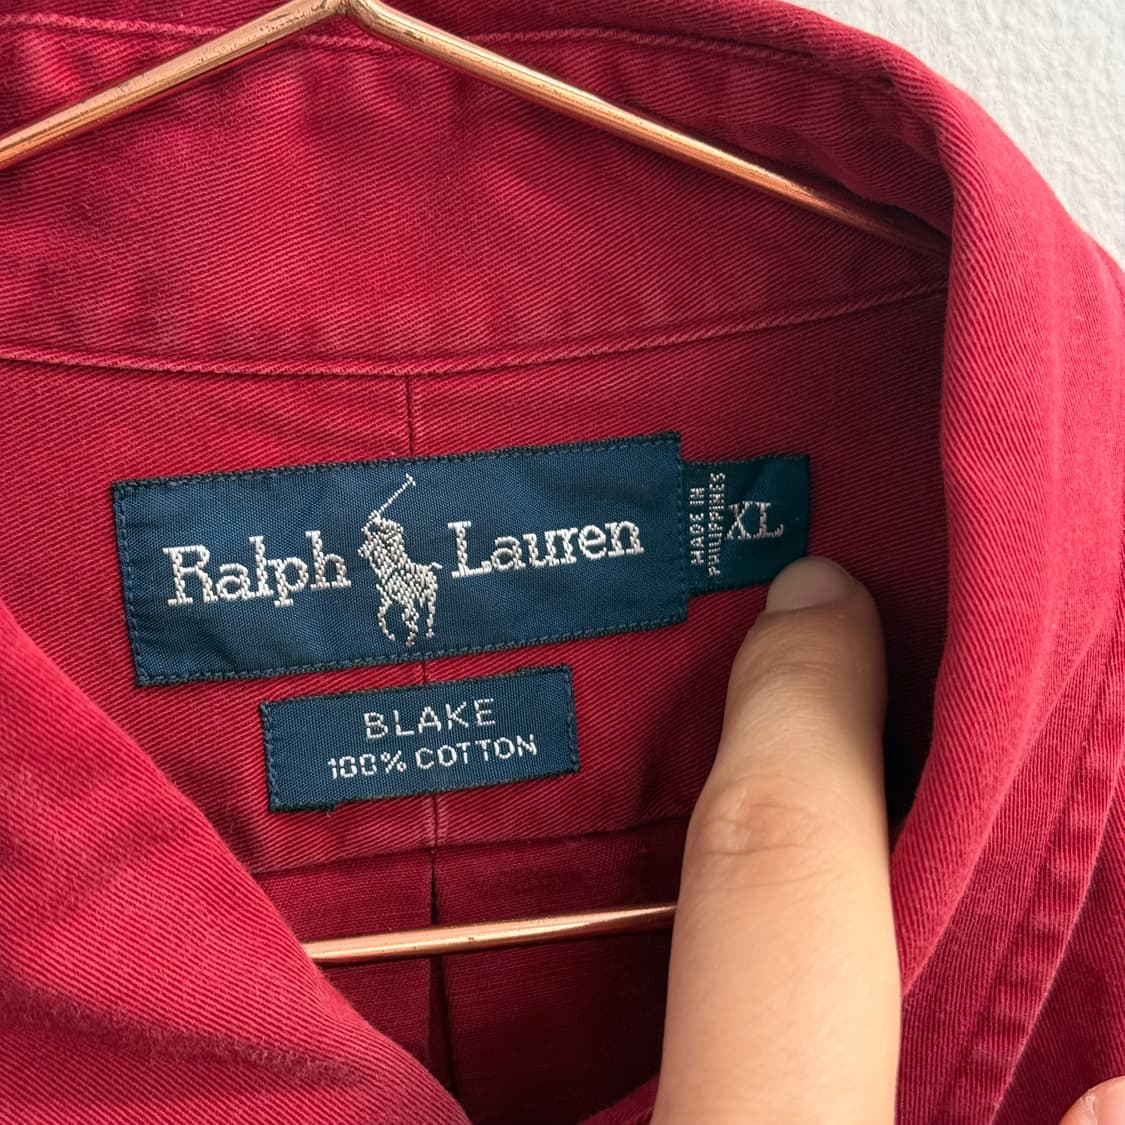 Ralph Lauren
MADE IN
PHILIPPINES
XL
BLAKE
100% COTTON